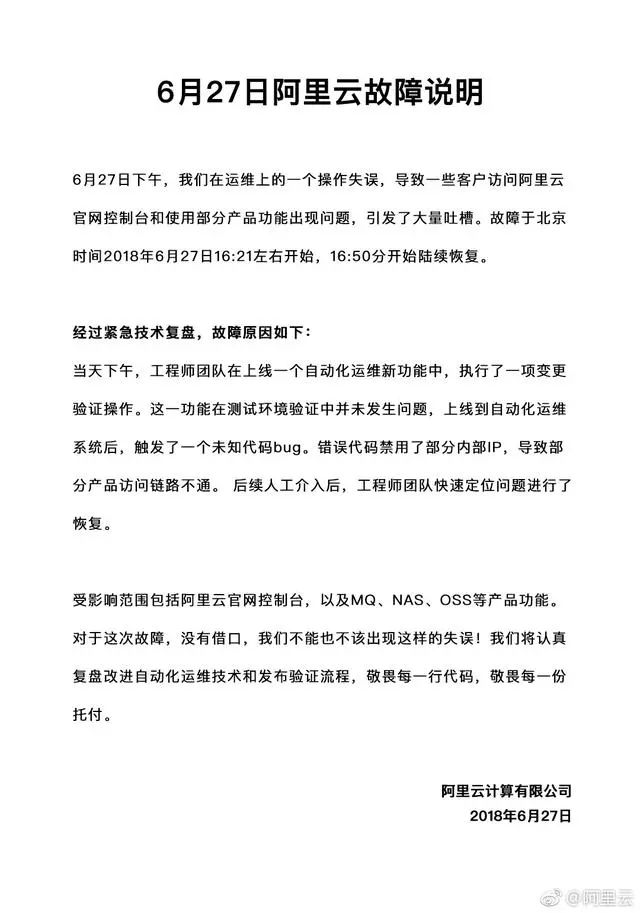 6月27日阿里云故障说明
6月27日下午，我们在运维上的一个操作失误，导致一些客户访问阿里云
官网控制台和使用部分产品功能出现问题，引发了大量吐槽。故障于北京
时间2018年6月27日16:21左右开始，16:50分开始陆续恢复。
经过紧急技术复盘，故障原因如下：
当天下午，工程师团队在上线一个自动化运维新功能中，执行了一项变更
验证操作。这一功能在测试环境验证中并未发生问题，上线到自动化运维
系统后，触发了一个未知代码bug。错误代码禁用了部分内部IP，导致部
分产品访问链路不通。 后续人工介入后，工程师团队快速定位问题进行了
恢复。
受影响范围包括阿里云官网控制台，以及MQ、NAS、OSS等产品功能。
对于这次故障，没有借口，我们不能也不该出现这样的失误！我们将认真
复盘改进自动化运维技术和发布验证流程，敬畏每一行代码，敬畏每一份
托付。
阿里云计算有限公司
2018年6月27日
@阿里云